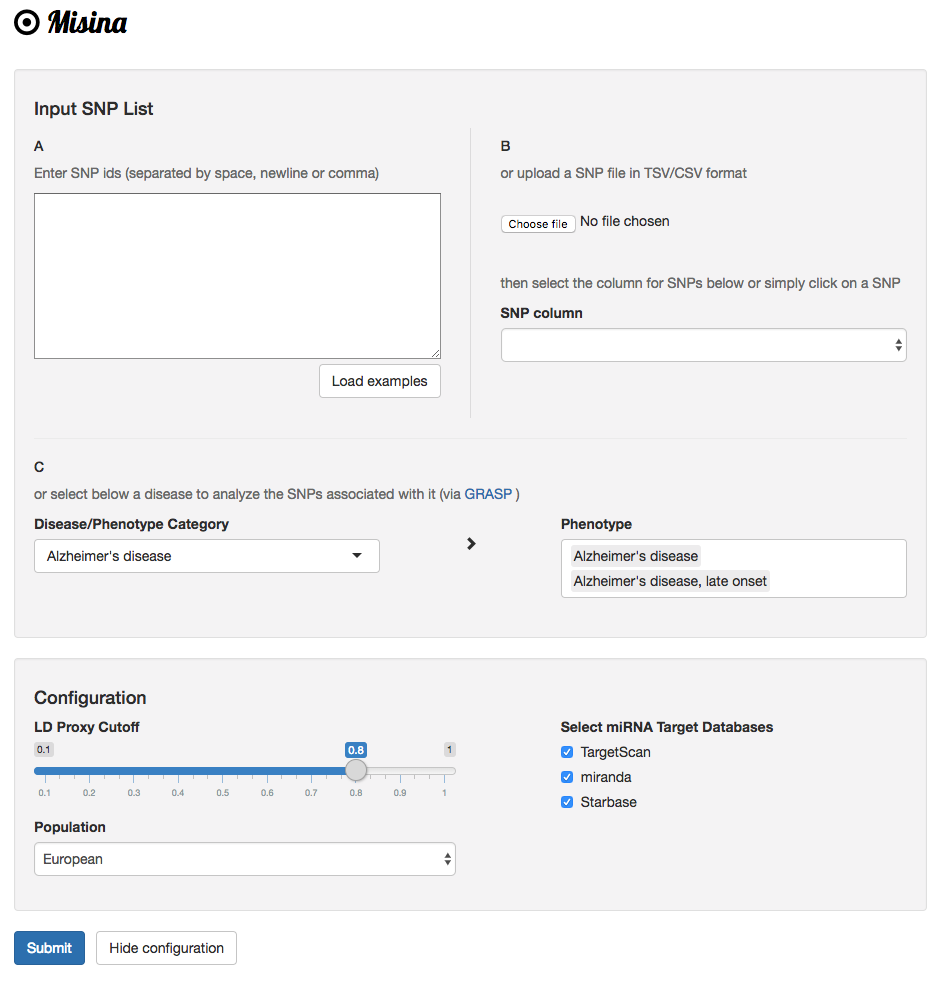 Misina
Input SNP List
A
Enter SNP ids (separated by space, newline or comma)
Load examples
B
or upload a SNP file in TSV/CSV format
Choose file No file chosen
then select the column for SNPs below or simply click on a SNP
SNP column
C
or select below a disease to analyze the SNPs associated with it (via GRASP )
Disease/Phenotype Category
Alzheimer's disease
Phenotype
Alzheimer's disease
Alzheimer's disease, late onset
Configuration
LD Proxy Cutoff
0.1 0.8 1
0.1 0.2 0.3 0.4 0.5 0.6 0.7 0.8 0.9 1
Population
European
Select miRNA Target Databases
TargetScan
miranda
Starbase
Submit Hide configuration